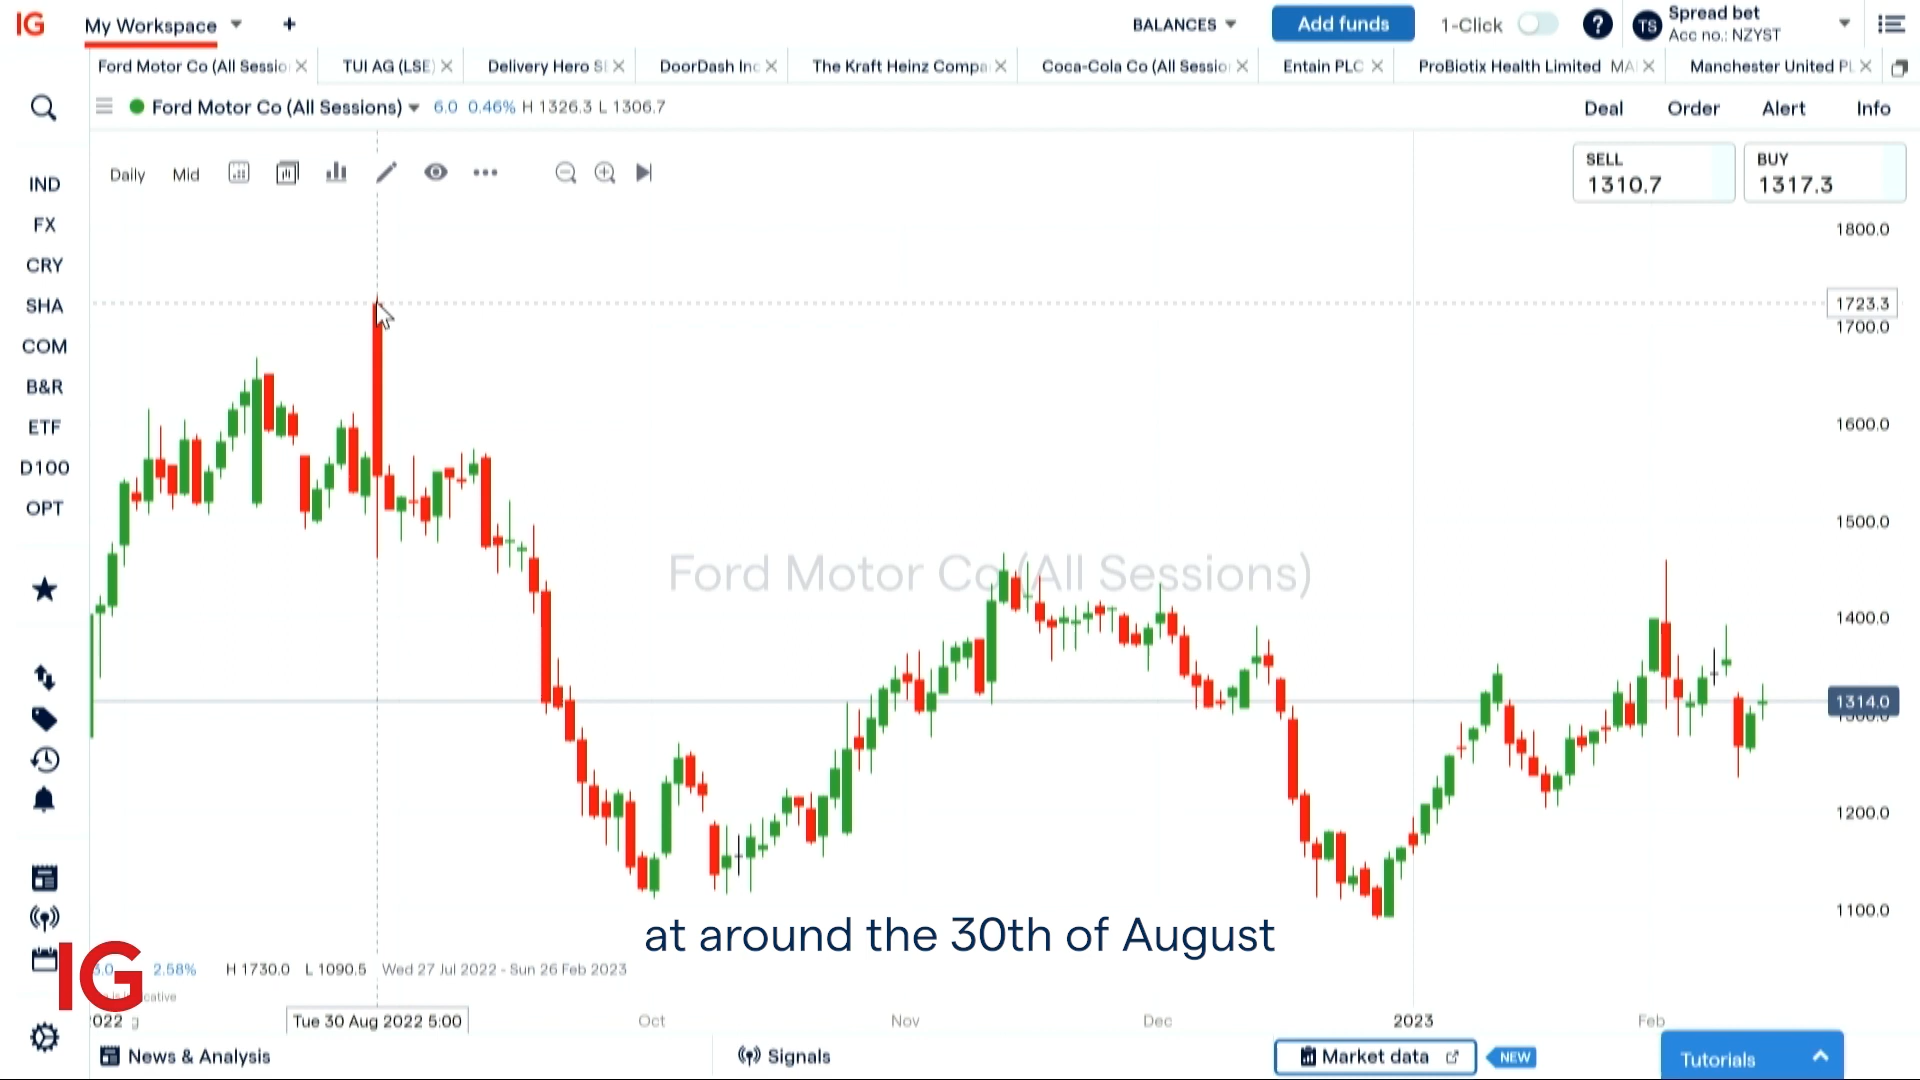 IG
My Workspace
BALANCES
Add funds
1-Click
?
TS
Spread bet
Acc no.: NZYST
Ford Motor Co (All Sessio
TUI AG (LSE)
Delivery Hero S
DoorDash Inc
The Kraft Heinz Compa
Coca-Cola Co (All Sessio
Entain PLC
ProBiotix Health Limited
Manchester United PL
Ford Motor Co (All Sessions) 6.0 0.46% H 1326.3 L 1306.7
Deal
Order
Alert
Info
Daily
Mid
SELL
1310.7
BUY
1317.3
IND
FX
CRY
SHA
COM
B&R
ETF
D100
OPT
1800.0
1723.3
1700.0
1600.0
1500.0
1400.0
1314.0
1200.0
1100.0
Ford Motor Co (All Sessions)
at around the 30th of August
2.58% H 1730.0 L 1090.5 Wed 27 Jul 2022 - Sun 26 Feb 2023
IG
Tue 30 Aug 2022 5:00
Oct
Nov
Dec
2023
Feb
News & Analysis
Signals
Market data
NEW
Tutorials